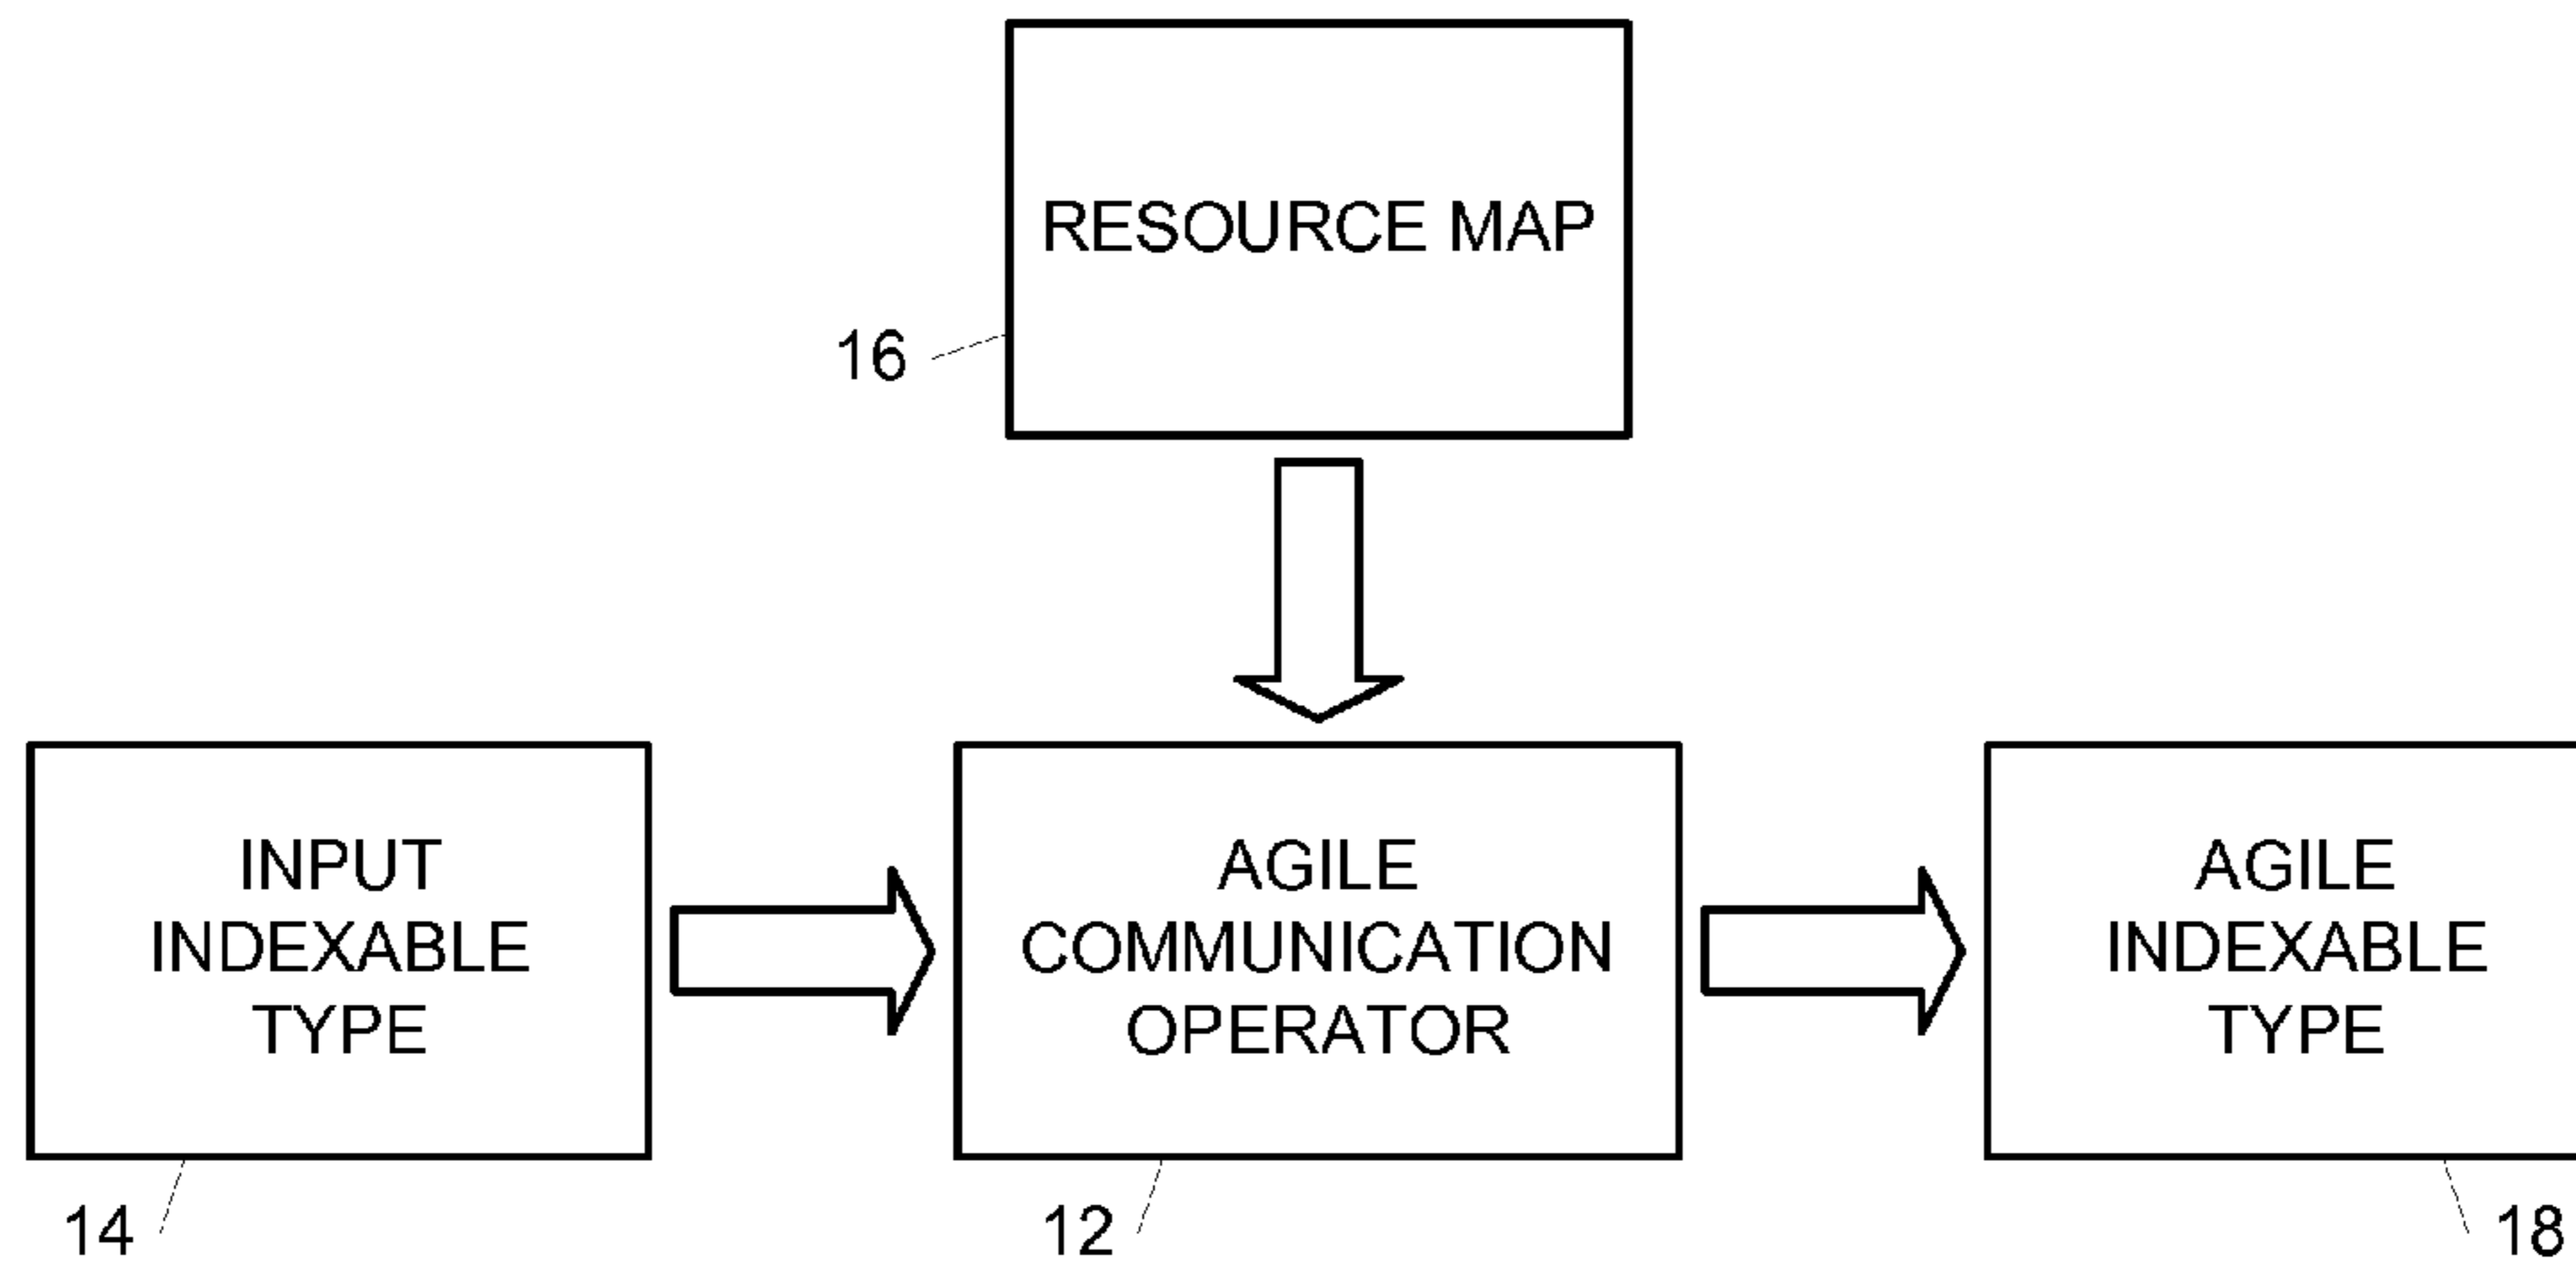 RESOURCE MAP
16
INPUT
INDEXABLE
TYPE
14
AGILE
COMMUNICATION
OPERATOR
12
AGILE
INDEXABLE
TYPE
18